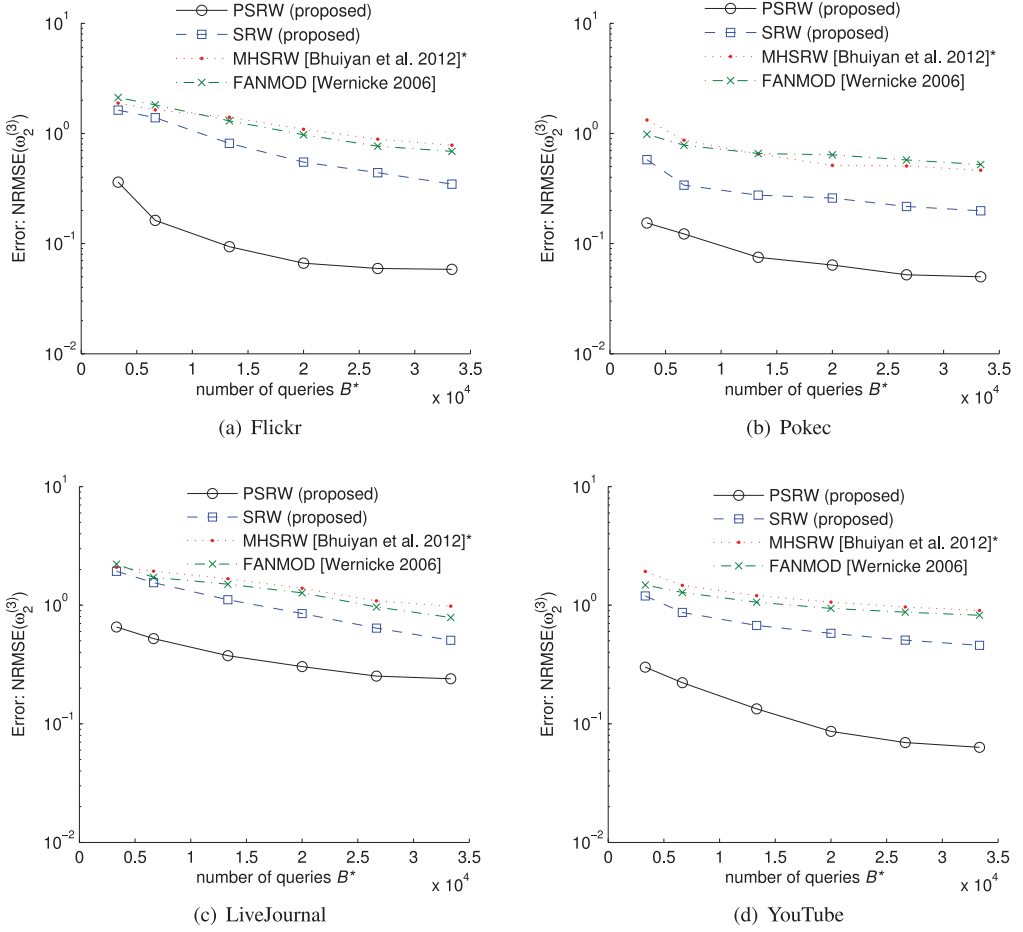 PSRW (proposed)
SRW (proposed)
MHSRW [Bhuiyan et al. 2012]*
FANMOD [Wernicke 2006]
10^1
10^0
10^−1
10^−2
Error: NRMSE(ω_2^(3))
0 0.5 1 1.5 2 2.5 3 3.5
x 10^4
number of queries B*
(a) Flickr
PSRW (proposed)
SRW (proposed)
MHSRW [Bhuiyan et al. 2012]*
FANMOD [Wernicke 2006]
10^1
10^0
10^−1
10^−2
Error: NRMSE(ω_2^(3))
0 0.5 1 1.5 2 2.5 3 3.5
x 10^4
number of queries B*
(b) Pokec
PSRW (proposed)
SRW (proposed)
MHSRW [Bhuiyan et al. 2012]*
FANMOD [Wernicke 2006]
10^1
10^0
10^−1
10^−2
Error: NRMSE(ω_2^(3))
0 0.5 1 1.5 2 2.5 3 3.5
x 10^4
number of queries B*
(c) LiveJournal
PSRW (proposed)
SRW (proposed)
MHSRW [Bhuiyan et al. 2012]*
FANMOD [Wernicke 2006]
10^1
10^0
10^−1
10^−2
Error: NRMSE(ω_2^(3))
0 0.5 1 1.5 2 2.5 3 3.5
x 10^4
number of queries B*
(d) YouTube